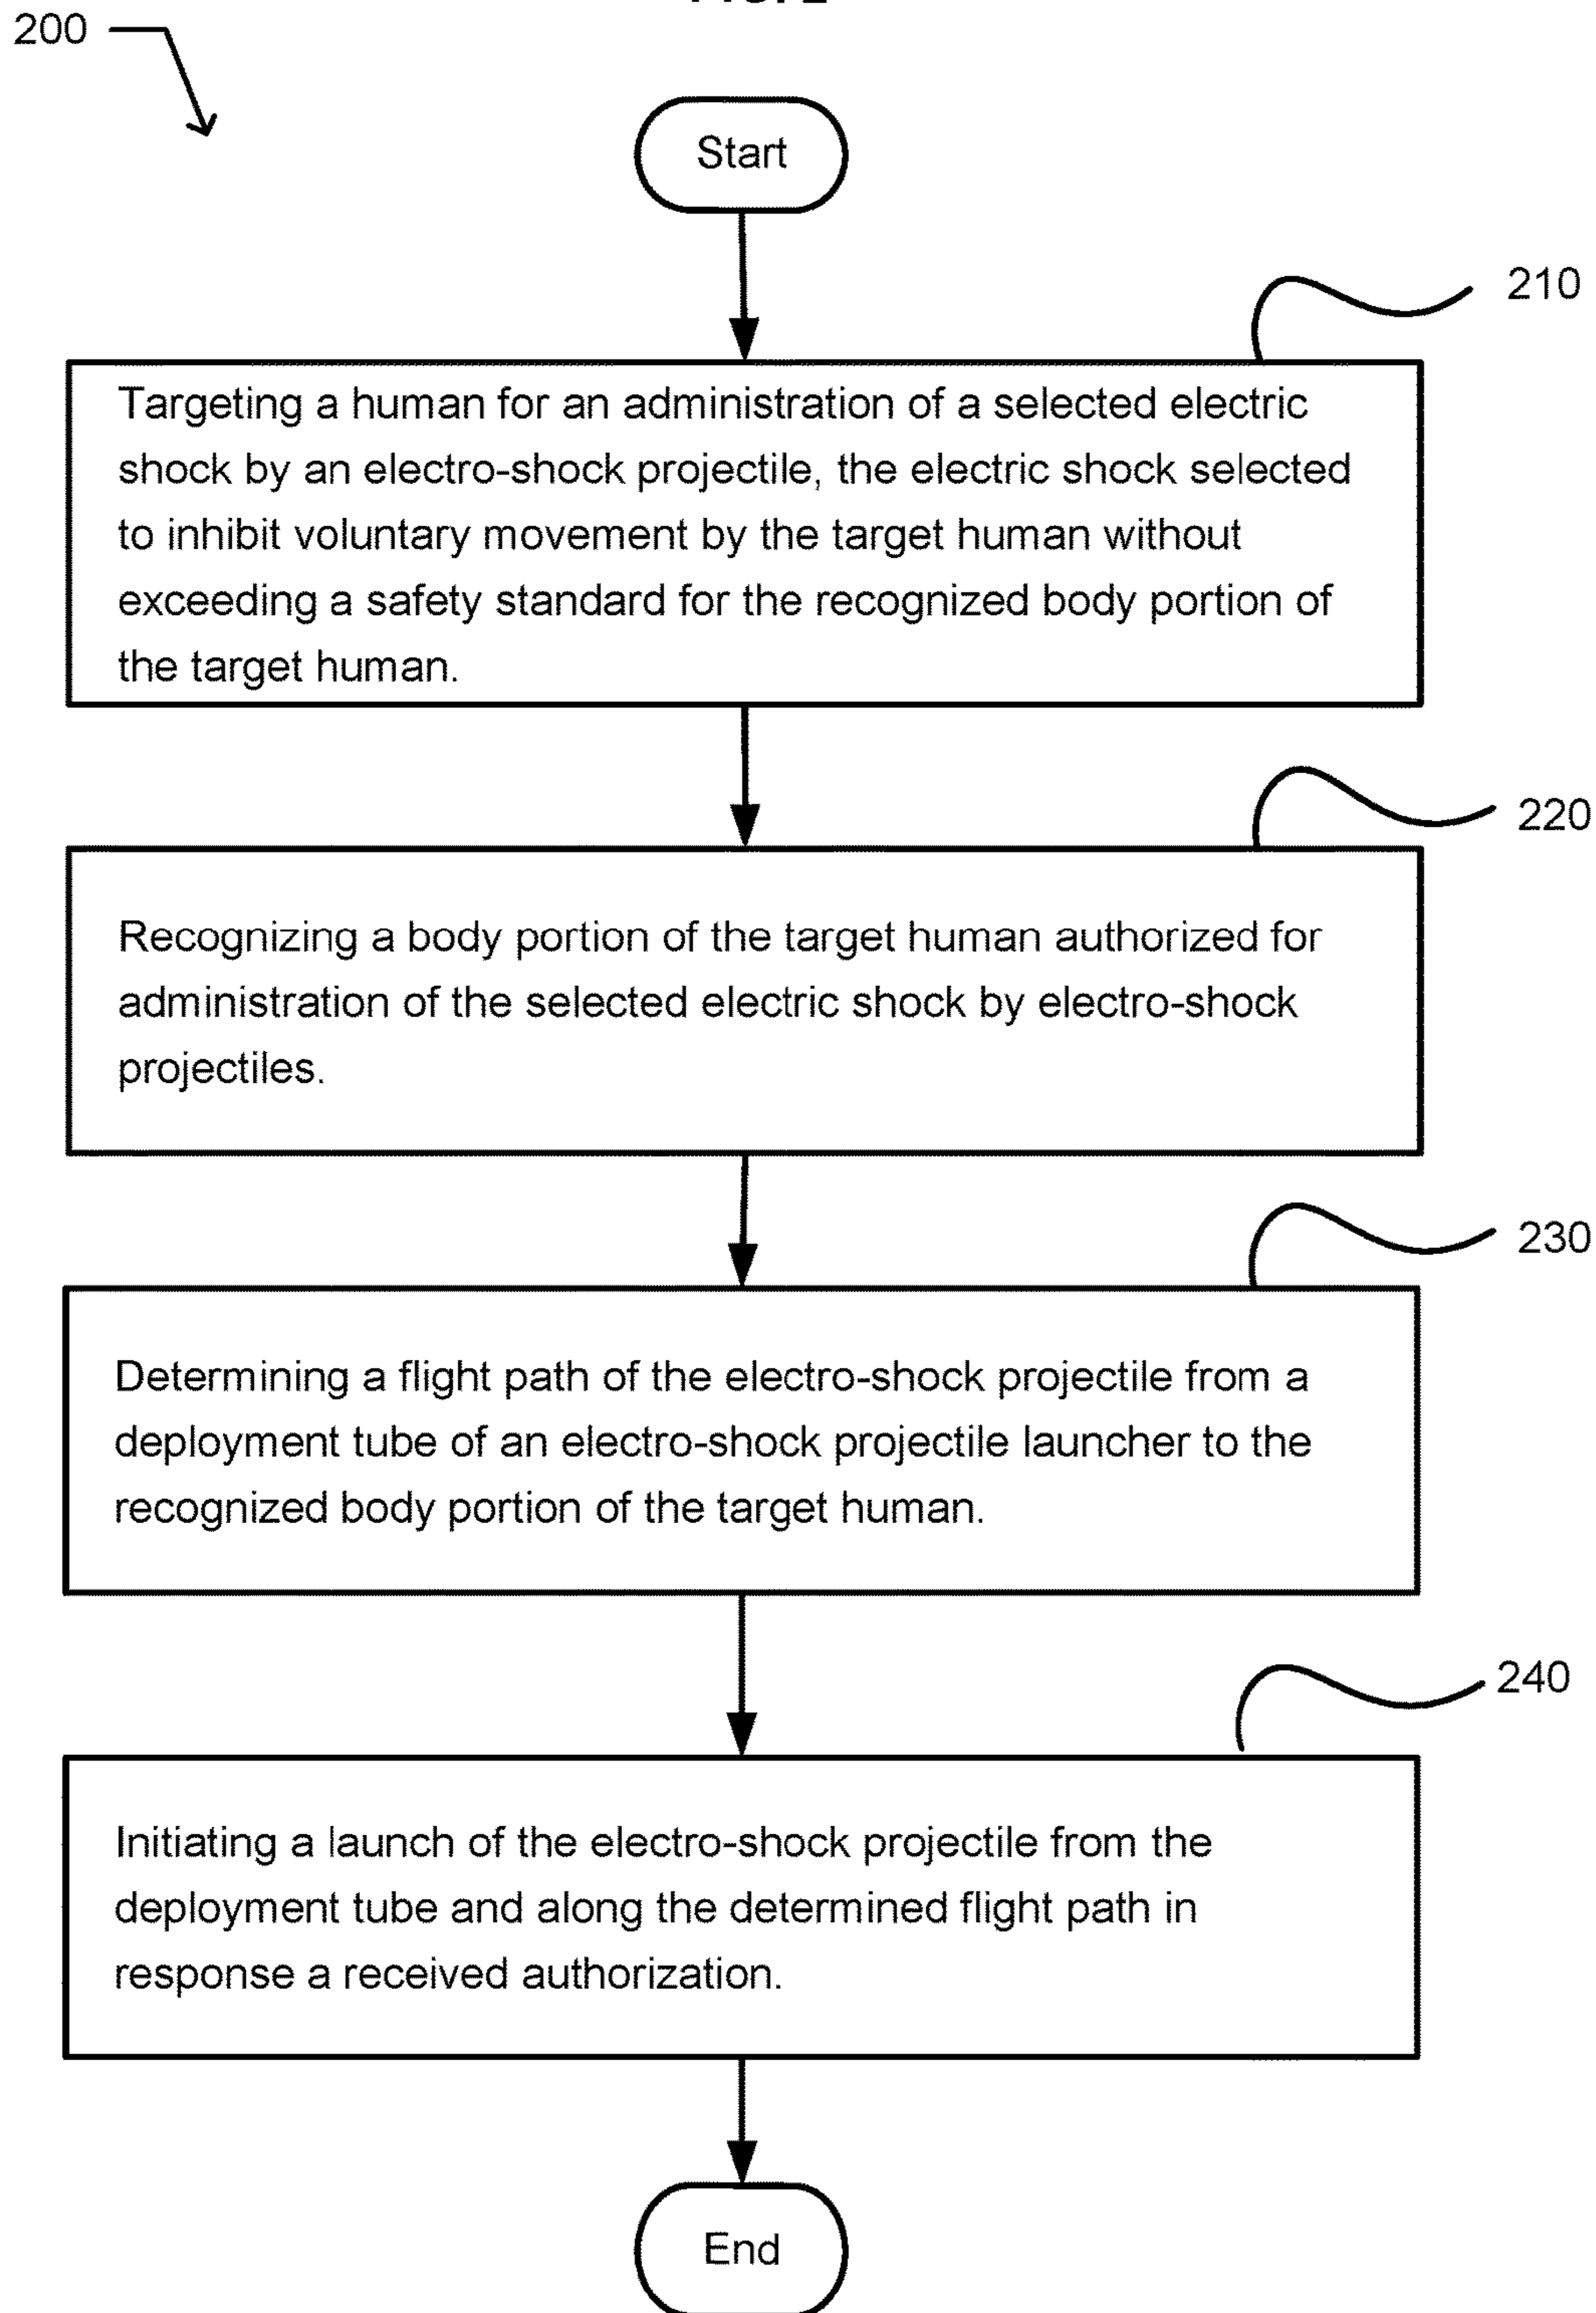 200
Start
210
Targeting a human for an administration of a selected electric
shock by an electro-shock projectile, the electric shock selected
to inhibit voluntary movement by the target human without
exceeding a safety standard for the recognized body portion of
the target human.
220
Recognizing a body portion of the target human authorized for
administration of the selected electric shock by electro-shock
projectiles.
230
Determining a flight path of the electro-shock projectile from a
deployment tube of an electro-shock projectile launcher to the
recognized body portion of the target human.
240
Initiating a launch of the electro-shock projectile from the
deployment tube and along the determined flight path in
response a received authorization.
End